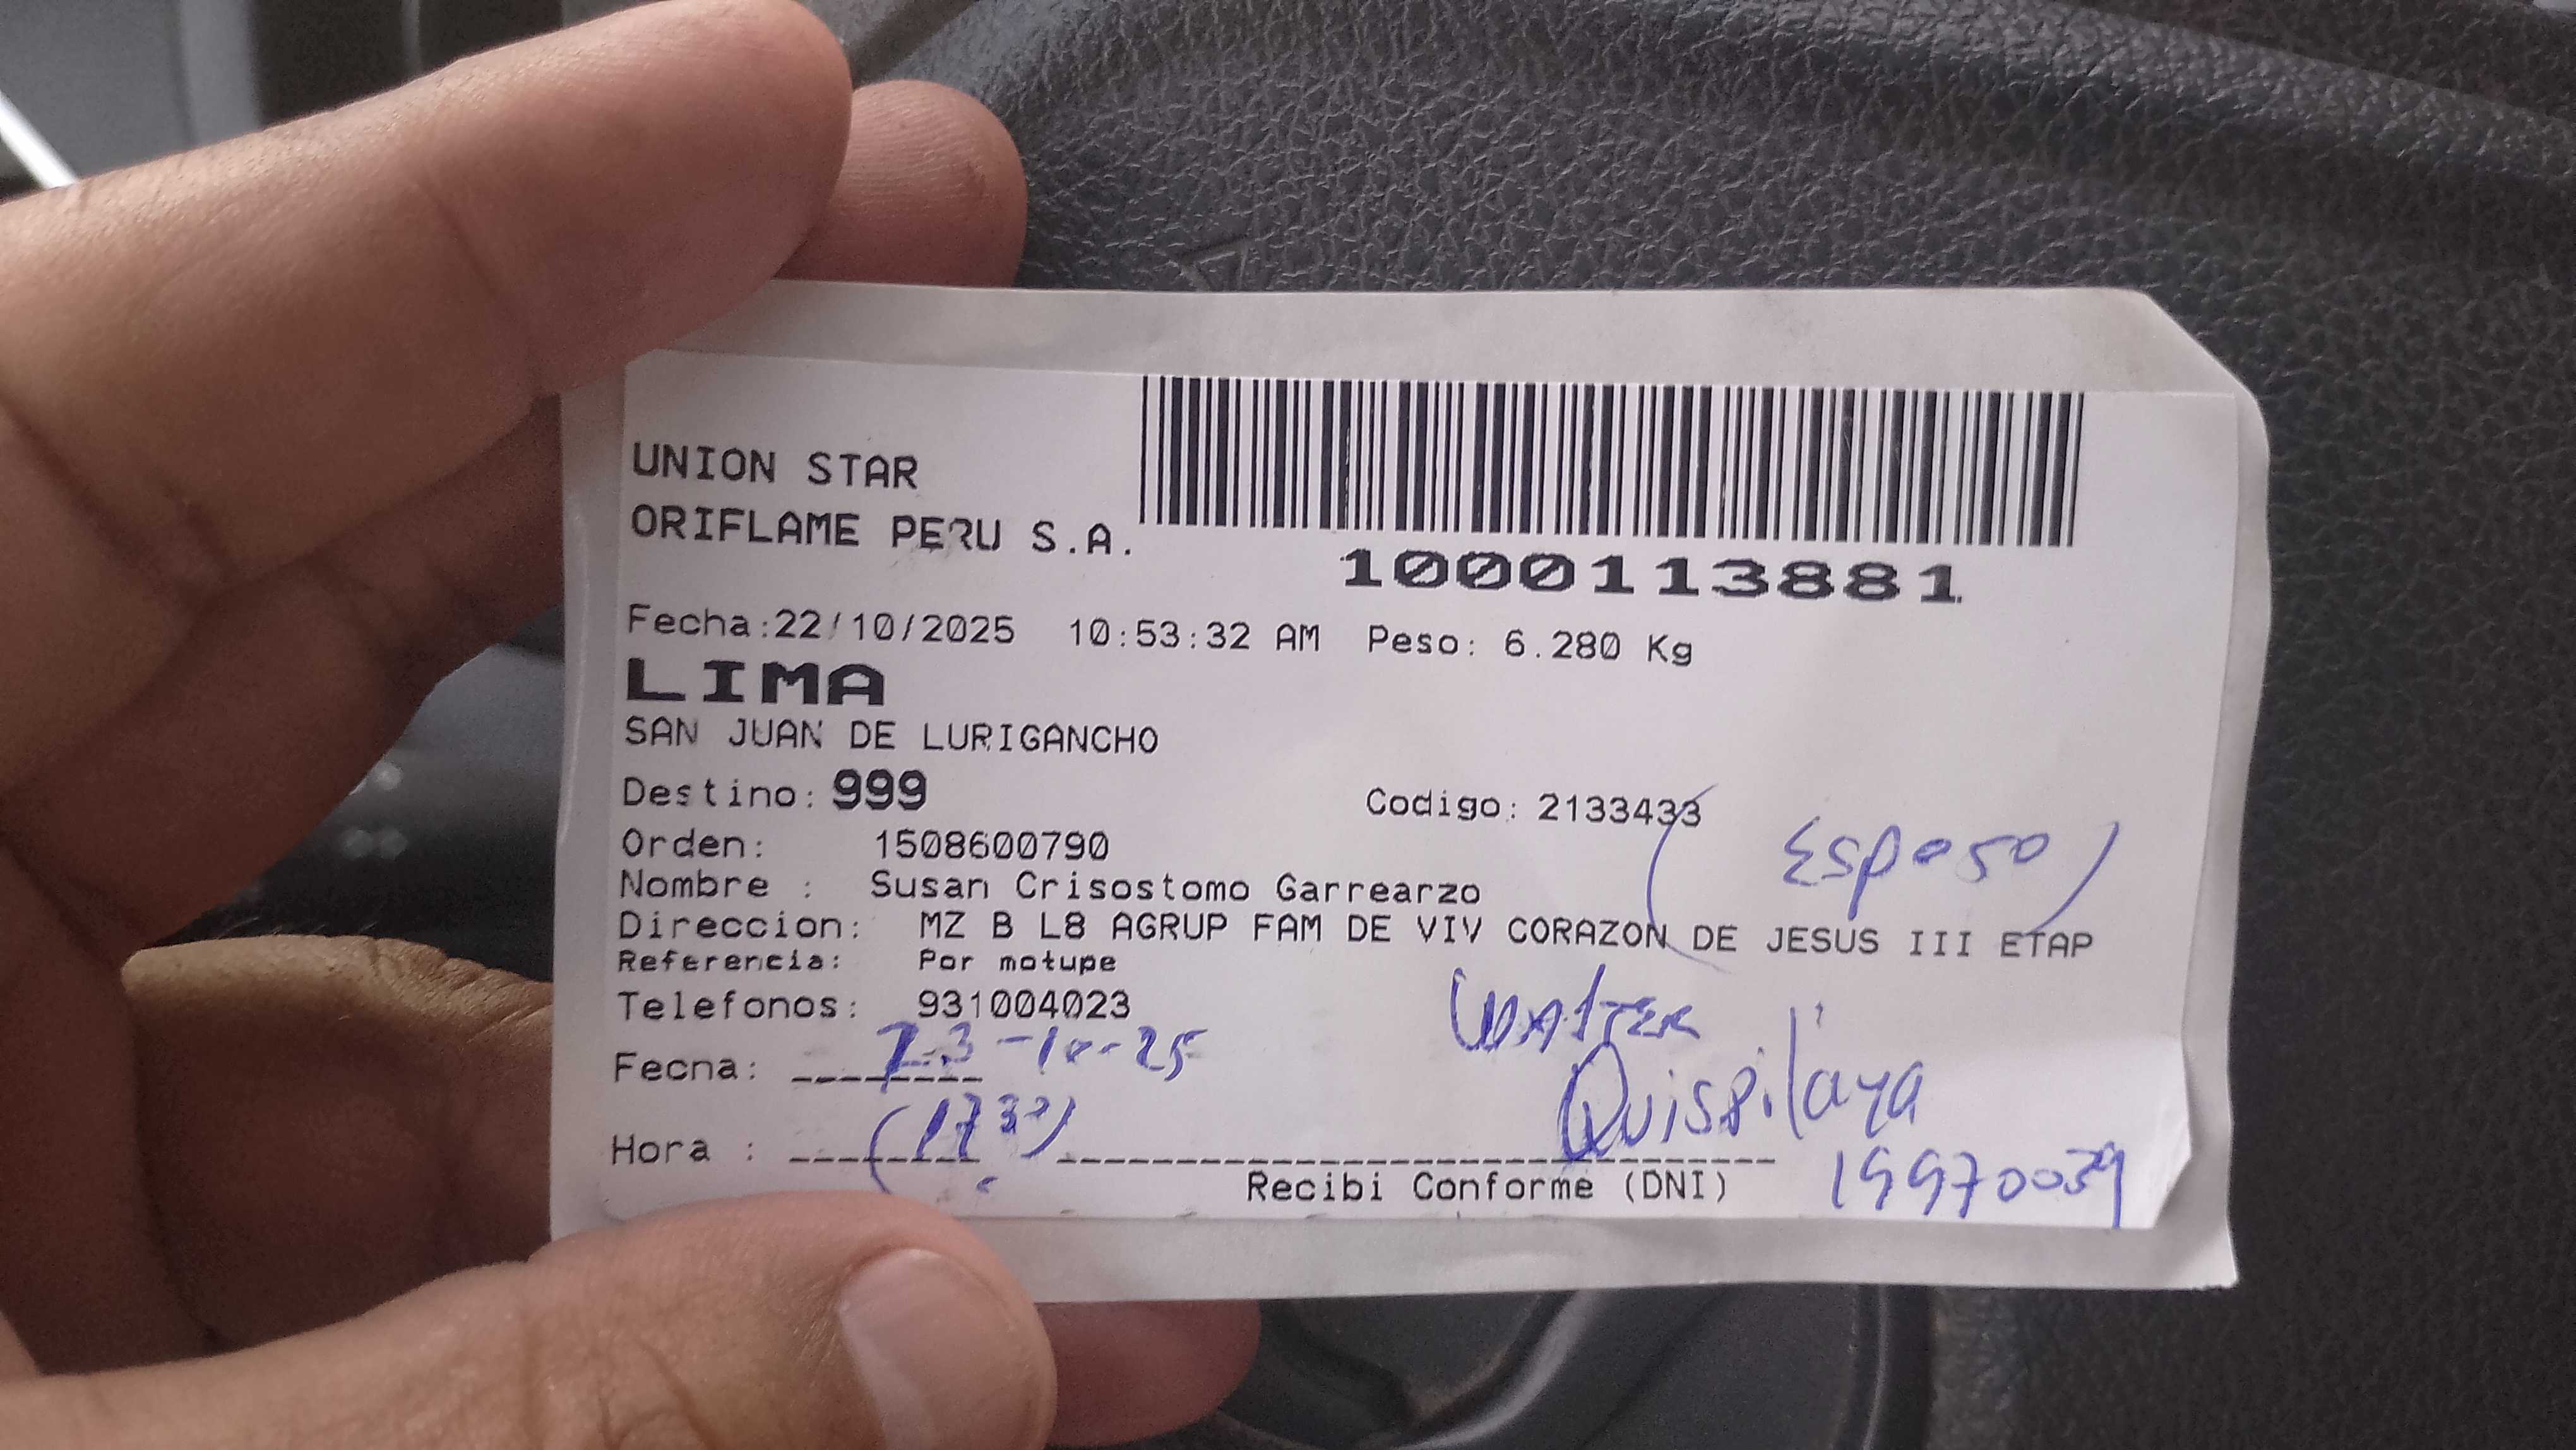 UNION STAR
ORIFLAME PERU S.A.
1000113881
Fecha:22/10/2025 10:53:32 AM Peso: 6.280 Kg
LIMA
SAN JUAN DE LURIGANCHO
Destino: 999 Codigo: 2133433
(Esposo)
Orden: 1508600790
Nombre : Susan Crisostomo Garrearzo
Direccion: MZ B L8 AGRUP FAM DE VIV CORAZON DE JESUS III ETAP
Referencia: Por motupe
Telefonos: 931004023
Walter
Fecha: 23-10-25
Quispilaya
Hora : (17 30)
19970039
Recibi Conforme (DNI)